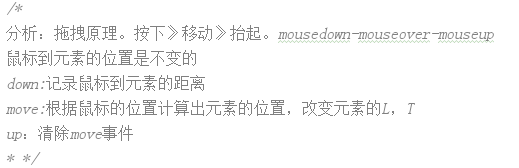 /*
分析：拖拽原理。按下》移动》抬起。mousedown-mouseover-mouseup
鼠标到元素的位置是不变的
down:记录鼠标到元素的距离
move:根据鼠标的位置计算出元素的位置，改变元素的L，T
up：清除move事件
* */